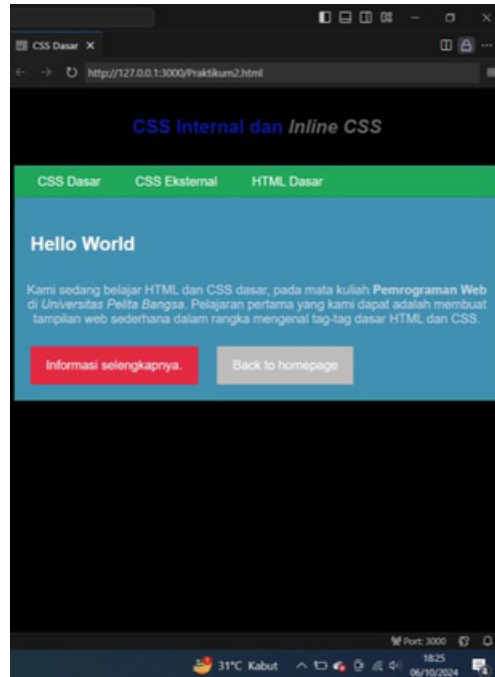 CSS Dasar
http://127.0.0.1:3000/Praktikum2.html
CSS Internal dan Inline CSS
CSS Dasar CSS Eksternal HTML Dasar
Hello World
Kami sedang belajar HTML dan CSS dasar, pada mata kuliah Pemrograman Web
di Universitas Pelita Bangsa. Pelajaran pertama yang kami dapat adalah membuat
tampilan web sederhana dalam rangka mengenal tag-tag dasar HTML dan CSS.
Informasi selengkapnya. Back to homepage
Port: 3000
31°C Kabut 18:25
06/10/2024